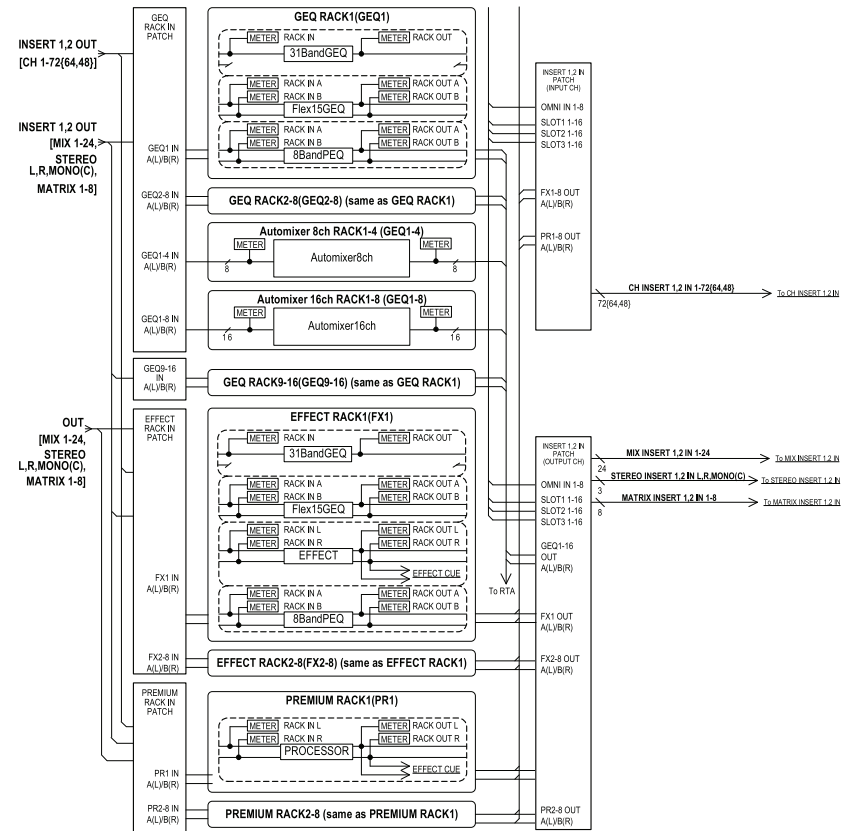 INSERT 1,2 OUT
[CH 1-72{64,48}]
INSERT 1,2 OUT
[MIX 1-24,
STEREO
L,R,MONO(C),
MATRIX 1-8]
OUT
[MIX 1-24,
STEREO
L,R,MONO(C),
MATRIX 1-8]
GEQ
RACK IN
PATCH
GEQ1 IN
A(L)/B(R)
GEQ2-8 IN
A(L)/B(R)
GEQ1-4 IN
A(L)/B(R)
GEQ1-8 IN
A(L)/B(R)
GEQ9-16
IN
A(L)/B(R)
EFFECT
RACK IN
PATCH
FX1 IN
A(L)/B(R)
FX2-8 IN
A(L)/B(R)
PREMIUM
RACK IN
PATCH
PR1 IN
A(L)/B(R)
PR2-8 IN
A(L)/B(R)
GEQ RACK1(GEQ1)
METER RACK IN METER RACK OUT
31BandGEQ
METER RACK IN A METER RACK OUT A
METER RACK IN B METER RACK OUT B
Flex15GEQ
METER RACK IN A METER RACK OUT A
METER RACK IN B METER RACK OUT B
8BandPEQ
GEQ RACK2-8(GEQ2-8) (same as GEQ RACK1)
Automixer 8ch RACK1-4 (GEQ1-4)
METER METER
Automixer8ch
8 8
Automixer 16ch RACK1-8 (GEQ1-8)
METER METER
Automixer16ch
16 16
GEQ RACK9-16(GEQ9-16) (same as GEQ RACK1)
EFFECT RACK1(FX1)
METER RACK IN METER RACK OUT
31BandGEQ
METER RACK IN A METER RACK OUT A
METER RACK IN B METER RACK OUT B
Flex15GEQ
METER RACK IN L METER RACK OUT L
METER RACK IN R METER RACK OUT R
EFFECT
EFFECT CUE
METER RACK IN A METER RACK OUT A
METER RACK IN B METER RACK OUT B
8BandPEQ
EFFECT RACK2-8(FX2-8) (same as EFFECT RACK1)
PREMIUM RACK1(PR1)
METER RACK IN L METER RACK OUT L
METER RACK IN R METER RACK OUT R
PROCESSOR
EFFECT CUE
PREMIUM RACK2-8 (same as PREMIUM RACK1)
To RTA
INSERT 1,2 IN
PATCH
(INPUT CH)
OMNI IN 1-8
SLOT1 1-16
SLOT2 1-16
SLOT3 1-16
FX1-8 OUT
A(L)/B(R)
PR1-8 OUT
A(L)/B(R)
CH INSERT 1,2 IN 1-72{64,48}
72{64,48}
To CH INSERT 1,2 IN
INSERT 1,2 IN
PATCH
(OUTPUT CH)
OMNI IN 1-8
SLOT1 1-16
SLOT2 1-16
SLOT3 1-16
GEQ1-16
OUT
A(L)/B(R)
FX1 OUT
A(L)/B(R)
FX2-8 OUT
A(L)/B(R)
PR2-8 OUT
A(L)/B(R)
MIX INSERT 1,2 IN 1-24
24
To MIX INSERT 1,2 IN
STEREO INSERT 1,2 IN L,R,MONO(C)
3
To STEREO INSERT 1,2 IN
MATRIX INSERT 1,2 IN 1-8
8
To MATRIX INSERT 1,2 IN